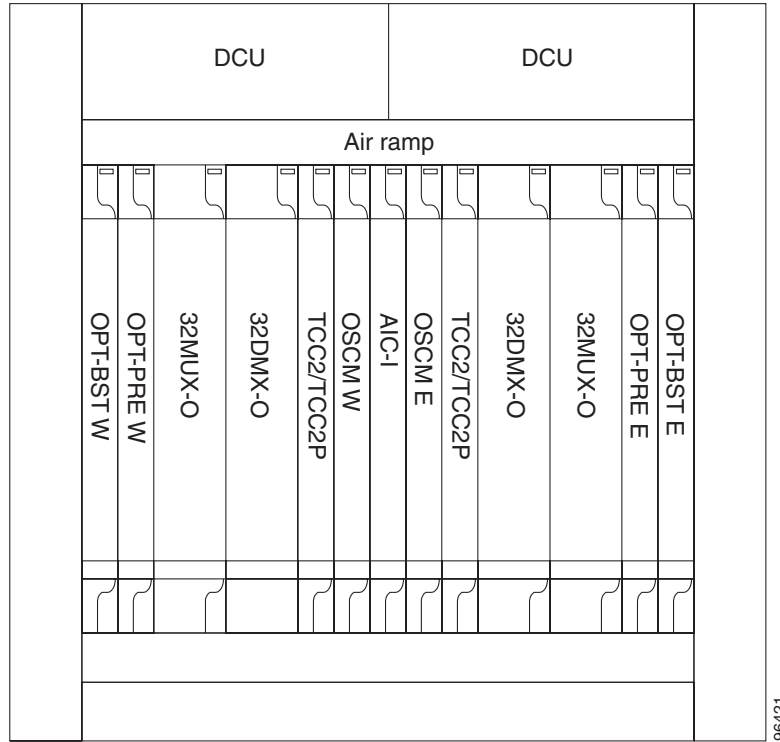 DCU
DCU
Air ramp
OPT-BST W
OPT-PRE W
32MUX-O
32DMX-O
TCC2/TCC2P
OSCM W
AIC-I
OSCM E
TCC2/TCC2P
32DMX-O
32MUX-O
OPT-PRE E
OPT-BST E
96421